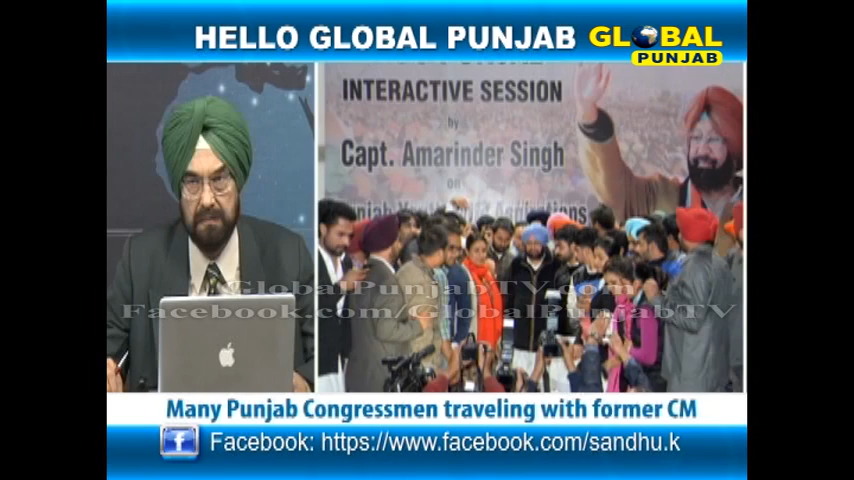 HELLO GLOBAL PUNJAB
GLOBAL
PUNJAB
INTERACTIVE SESSION
by
Capt. Amarinder Singh
on
GlobalPunjabTV.com
Facebook.com/GlobalPunjabTV
Many Punjab Congressmen traveling with former CM
Facebook: https://www.facebook.com/sandhu.k